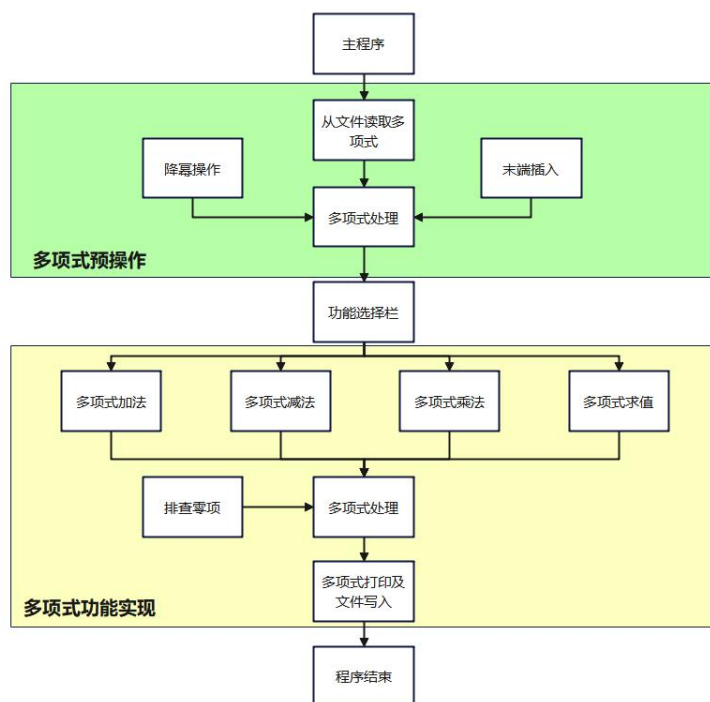 主程序
从文件读取多
项式
降幂操作
末端插入
多项式处理
多项式预操作
功能选择栏
多项式加法
多项式减法
多项式乘法
多项式求值
排查零项
多项式处理
多项式打印及
文件写入
多项式功能实现
程序结束